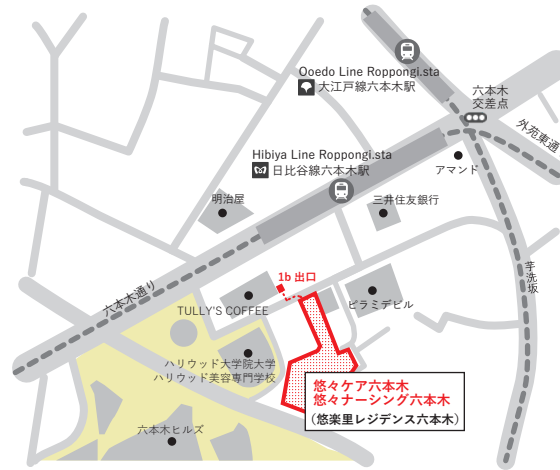 Ooedo Line Roppongi.sta
大江戸線六本木駅
六本木
交差点
外苑東通
Hibiya Line Roppongi.sta
日比谷線六本木駅
アマンド
明治屋
三井住友銀行
芋洗坂
1b 出口
六本木通り
TULLY'S COFFEE
ピラミデビル
ハリウッド大学院大学
ハリウッド美容専門学校
悠々ケア六本木
悠々ナーシング六本木
（悠楽里レジデンス六本木）
六本木ヒルズ